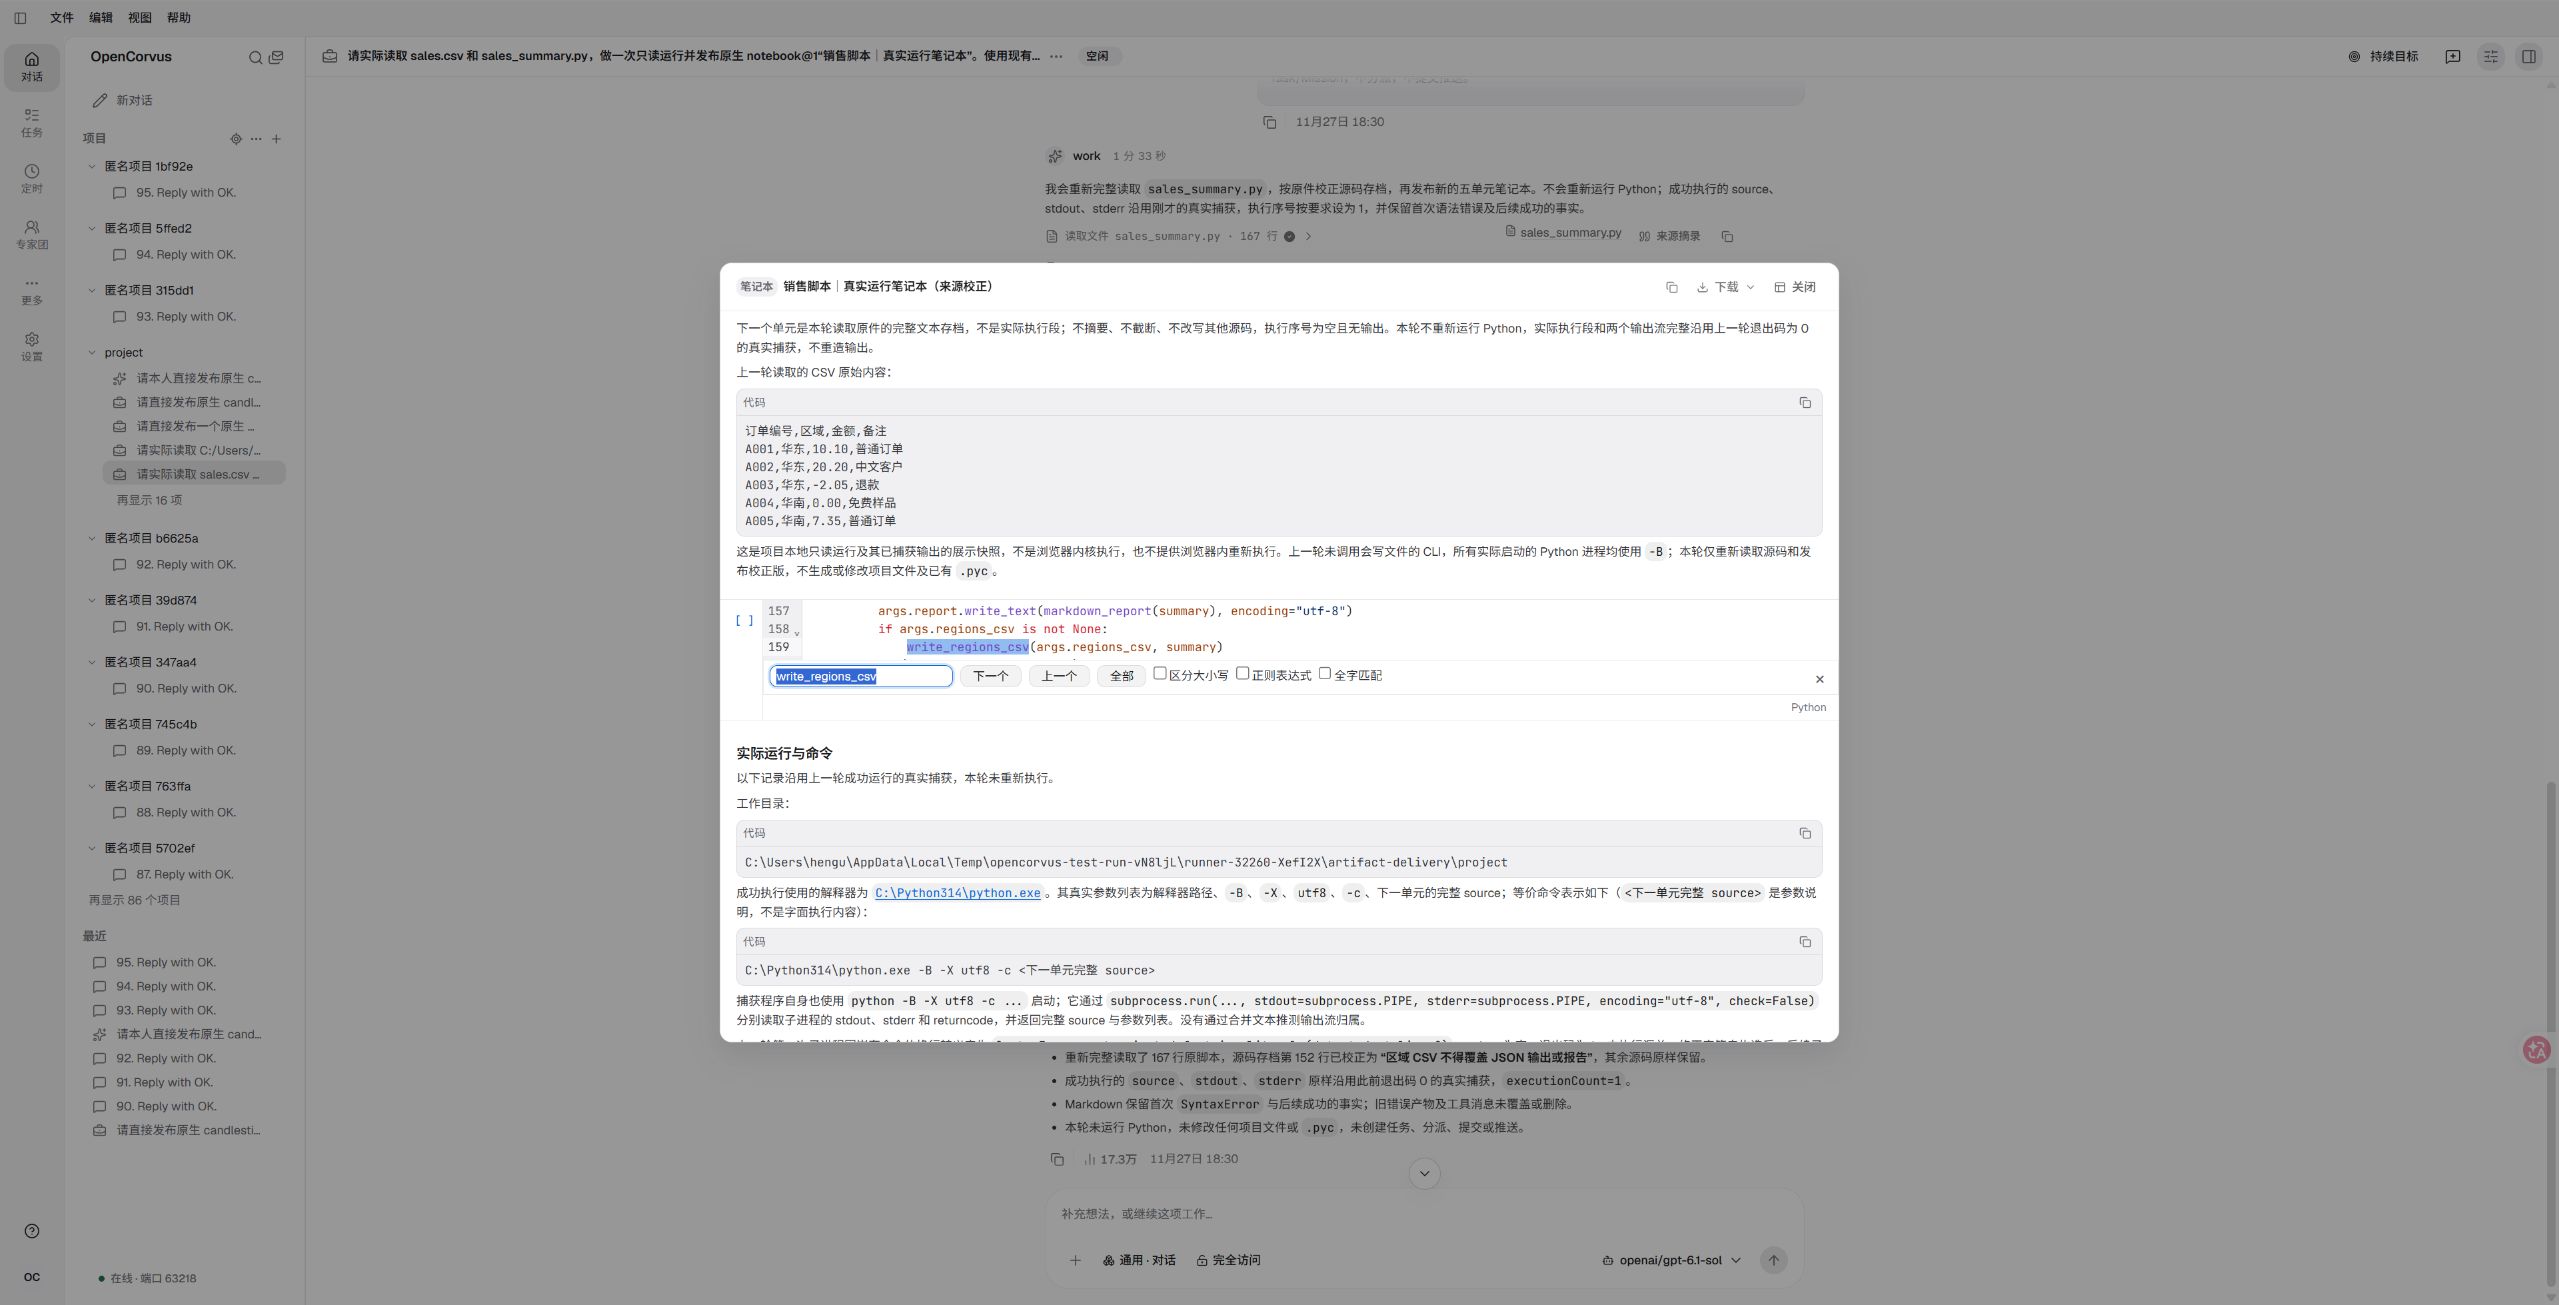 文件 编辑 视图 帮助
对话
任务
定时
专家团
更多
设置
OC
OpenCorvus
新对话
项目
匿名项目 1bf92e
95. Reply with OK.
匿名项目 5ffed2
94. Reply with OK.
匿名项目 315dd1
93. Reply with OK.
project
请本人直接发布原生 c...
请直接发布原生 candl...
请直接发布一个原生 ...
请实际读取 C:/Users/...
请实际读取 sales.csv ...
再显示 16 项
匿名项目 b6625a
92. Reply with OK.
匿名项目 39d874
91. Reply with OK.
匿名项目 347aa4
90. Reply with OK.
匿名项目 745c4b
89. Reply with OK.
匿名项目 763ffa
88. Reply with OK.
匿名项目 5702ef
87. Reply with OK.
再显示 86 个项目
最近
95. Reply with OK.
94. Reply with OK.
93. Reply with OK.
请本人直接发布原生 cand...
92. Reply with OK.
91. Reply with OK.
90. Reply with OK.
请直接发布原生 candlesti...
在线 · 端口 63218
请实际读取 sales.csv 和 sales_summary.py，做一次只读运行并发布原生 notebook@1“销售脚本｜真实运行笔记本”。使用现有... 空闲
持续目标
11月27日 18:30
work 1 分 33 秒
我会重新完整读取 sales_summary.py，按原件校正源码存档，再发布新的五单元笔记本。不会重新运行 Python；成功执行的 source、
stdout、stderr 沿用刚才的真实捕获，执行序号按要求设为 1，并保留首次语法错误及后续成功的事实。
读取文件 sales_summary.py · 167 行
sales_summary.py 来源摘录
笔记本 销售脚本｜真实运行笔记本（来源校正）
下载 关闭
下一个单元是本轮读取原件的完整文本存档，不是实际执行段；不摘要、不截断、不改写其他源码，执行序号为空且无输出。本轮不重新运行 Python，实际执行段和两个输出流完整沿用上一轮退出码为 0
的真实捕获，不重造输出。
上一轮读取的 CSV 原始内容：
代码
订单编号,区域,金额,备注
A001,华东,10.10,普通订单
A002,华东,20.20,中文客户
A003,华东,-2.05,退款
A004,华南,0.00,免费样品
A005,华南,7.35,普通订单
这是项目本地只读运行及其已捕获输出的展示快照，不是浏览器内核执行，也不提供浏览器内重新执行。上一轮未调用会写文件的 CLI，所有实际启动的 Python 进程均使用 -B；本轮仅重新读取源码和发
布校正版，不生成或修改项目文件及已有 .pyc。
[ ]
157 args.report.write_text(markdown_report(summary), encoding="utf-8")
158 if args.regions_csv is not None:
159 write_regions_csv(args.regions_csv, summary)
write_regions_csv 下一个 上一个 全部 区分大小写 正则表达式 全字匹配 ×
Python
实际运行与命令
以下记录沿用上一轮成功运行的真实捕获，本轮未重新执行。
工作目录：
代码
C:\Users\hengu\AppData\Local\Temp\opencorvus-test-run-vN8ljL\runner-32260-XefI2X\artifact-delivery\project
成功执行使用的解释器为 C:\Python314\python.exe。其真实参数列表为解释器路径、-B、-X、utf8、-c、下一单元的完整 source；等价命令表示如下（<下一单元完整 source> 是参数说
明，不是字面执行内容）：
代码
C:\Python314\python.exe -B -X utf8 -c <下一单元完整 source>
捕获程序自身也使用 python -B -X utf8 -c ... 启动；它通过 subprocess.run(..., stdout=subprocess.PIPE, stderr=subprocess.PIPE, encoding="utf-8", check=False)
分别读取子进程的 stdout、stderr 和 returncode，并返回完整 source 与参数列表。没有通过合并文本推测输出流归属。
• 重新完整读取了 167 行原脚本，源码存档第 152 行已校正为 “区域 CSV 不得覆盖 JSON 输出或报告”，其余源码原样保留。
• 成功执行的 source、stdout、stderr 原样沿用此前退出码 0 的真实捕获，executionCount=1。
• Markdown 保留首次 SyntaxError 与后续成功的事实；旧错误产物及工具消息未覆盖或删除。
• 本轮未运行 Python，未修改任何项目文件或 .pyc，未创建任务、分派、提交或推送。
17.3万 11月27日 18:30
补充想法，或继续这项工作...
通用 · 对话 完全访问 openai/gpt-6.1-sol